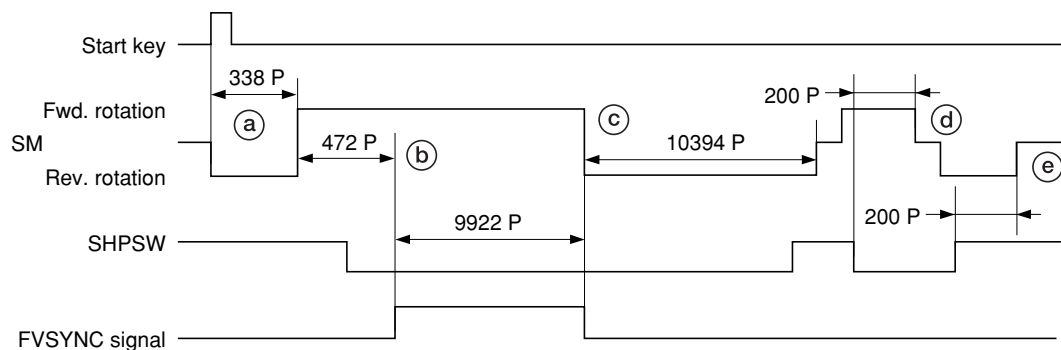 Start key
338 P
Fwd. rotation
200 P
a
c
d
SM
472 P
b
10394 P
e
Rev. rotation
200 P
9922 P
SHPSW
FVSYNC signal